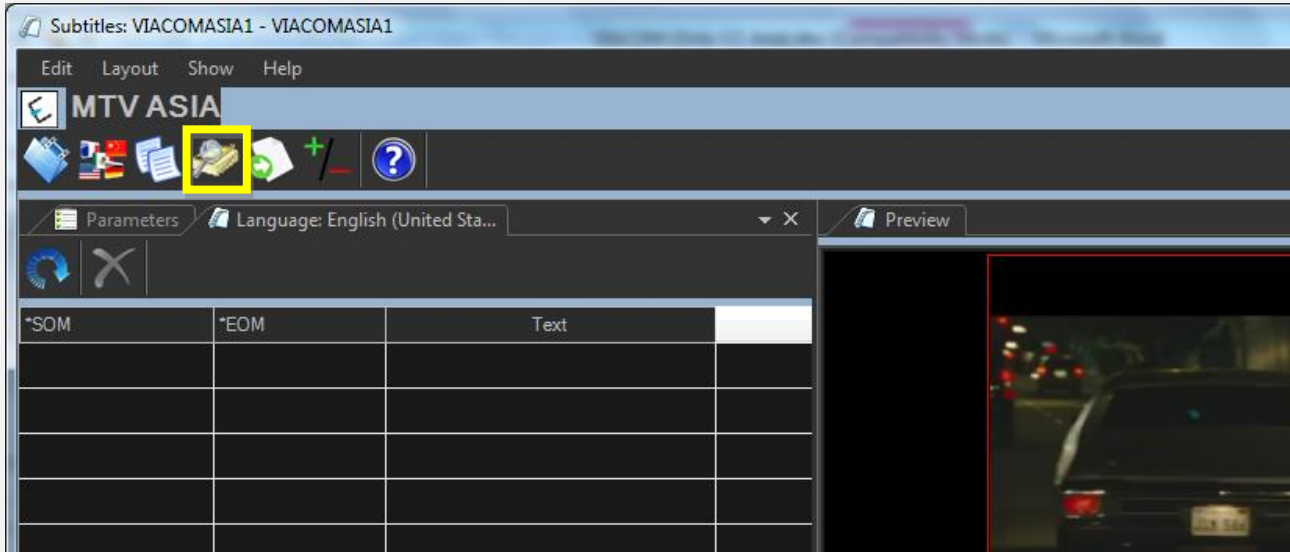 Subtitles: VIACOMASIA1 - VIACOMASIA1
Edit Layout Show Help
MTV ASIA
Parameters Language: English (United Sta... Preview
*SOM *EOM Text